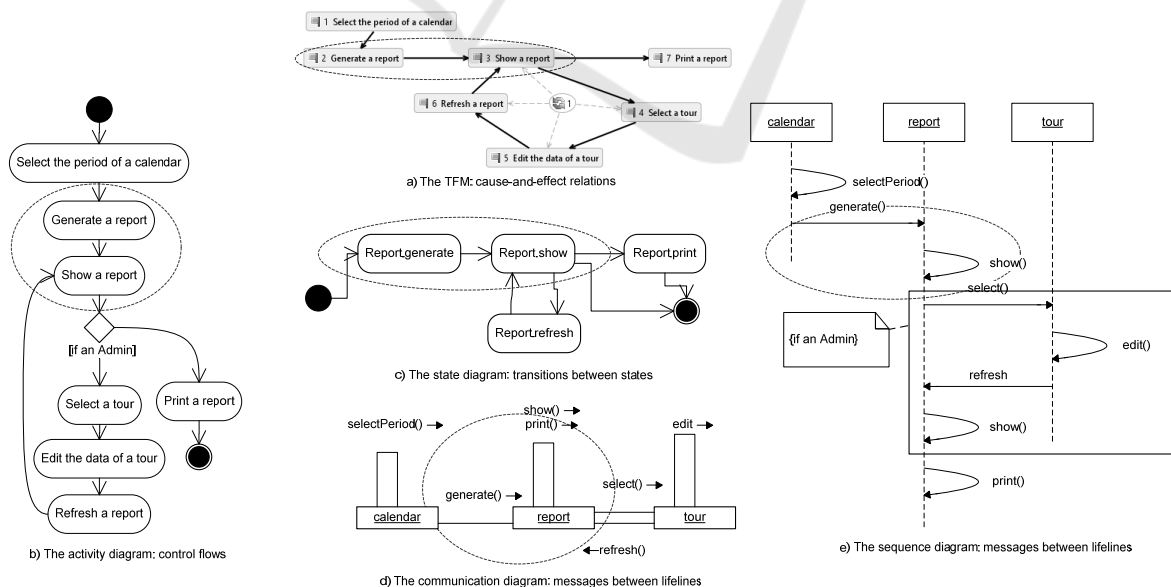 1 Select the period of a calendar
2 Generate a report
3 Show a report
7 Print a report
6 Refresh a report
1
4 Select a tour
5 Edit the data of a tour
a) The TFM: cause-and-effect relations
Select the period of a calendar
Generate a report
Show a report
[if an Admin]
Select a tour
Print a report
Edit the data of a tour
Refresh a report
b) The activity diagram: control flows
Report.generate
Report.show
Report.print
Report.refresh
c) The state diagram: transitions between states
selectPeriod()
show()
print()
edit
generate()
select()
calendar
report
tour
refresh()
d) The communication diagram: messages between lifelines
calendar
report
tour
selectPeriod()
generate()
show()
select()
{if an Admin}
edit()
refresh
show()
print()
e) The sequence diagram: messages between lifelines